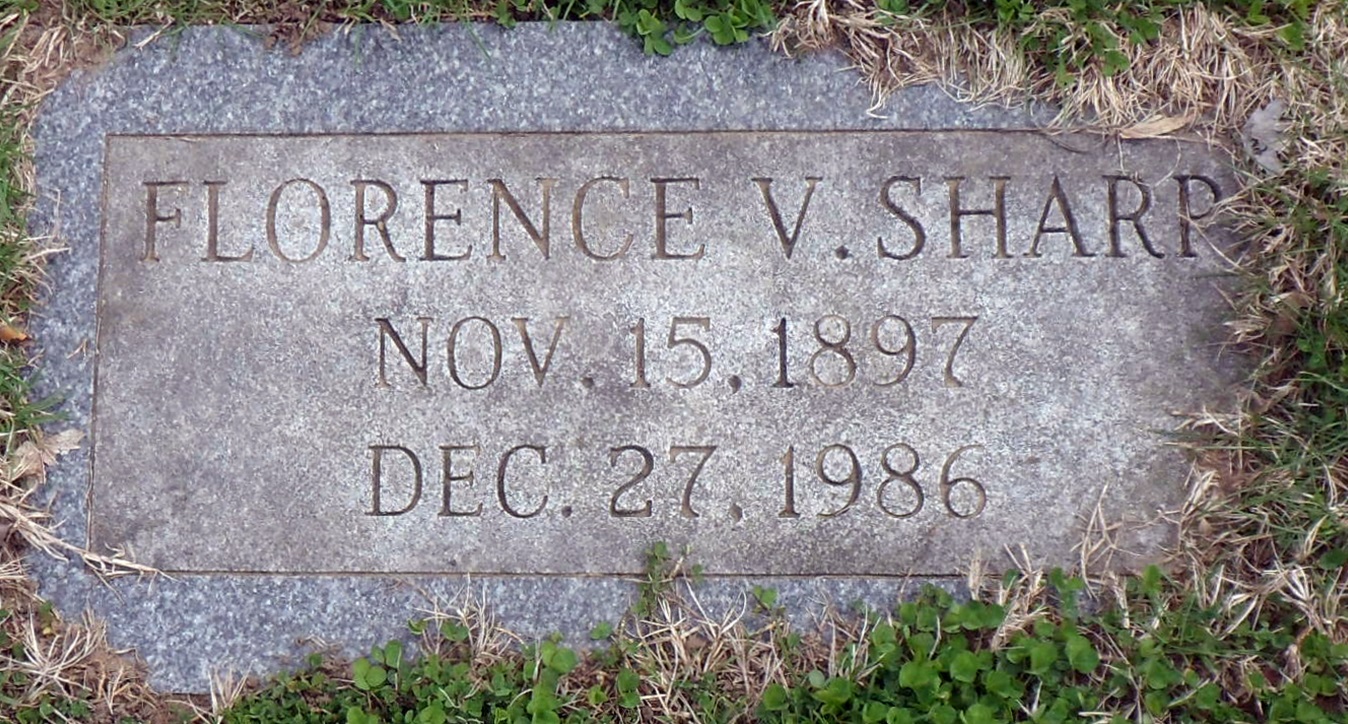 FLORENCE V. SHARP
NOV. 15, 1897
DEC. 27, 1986